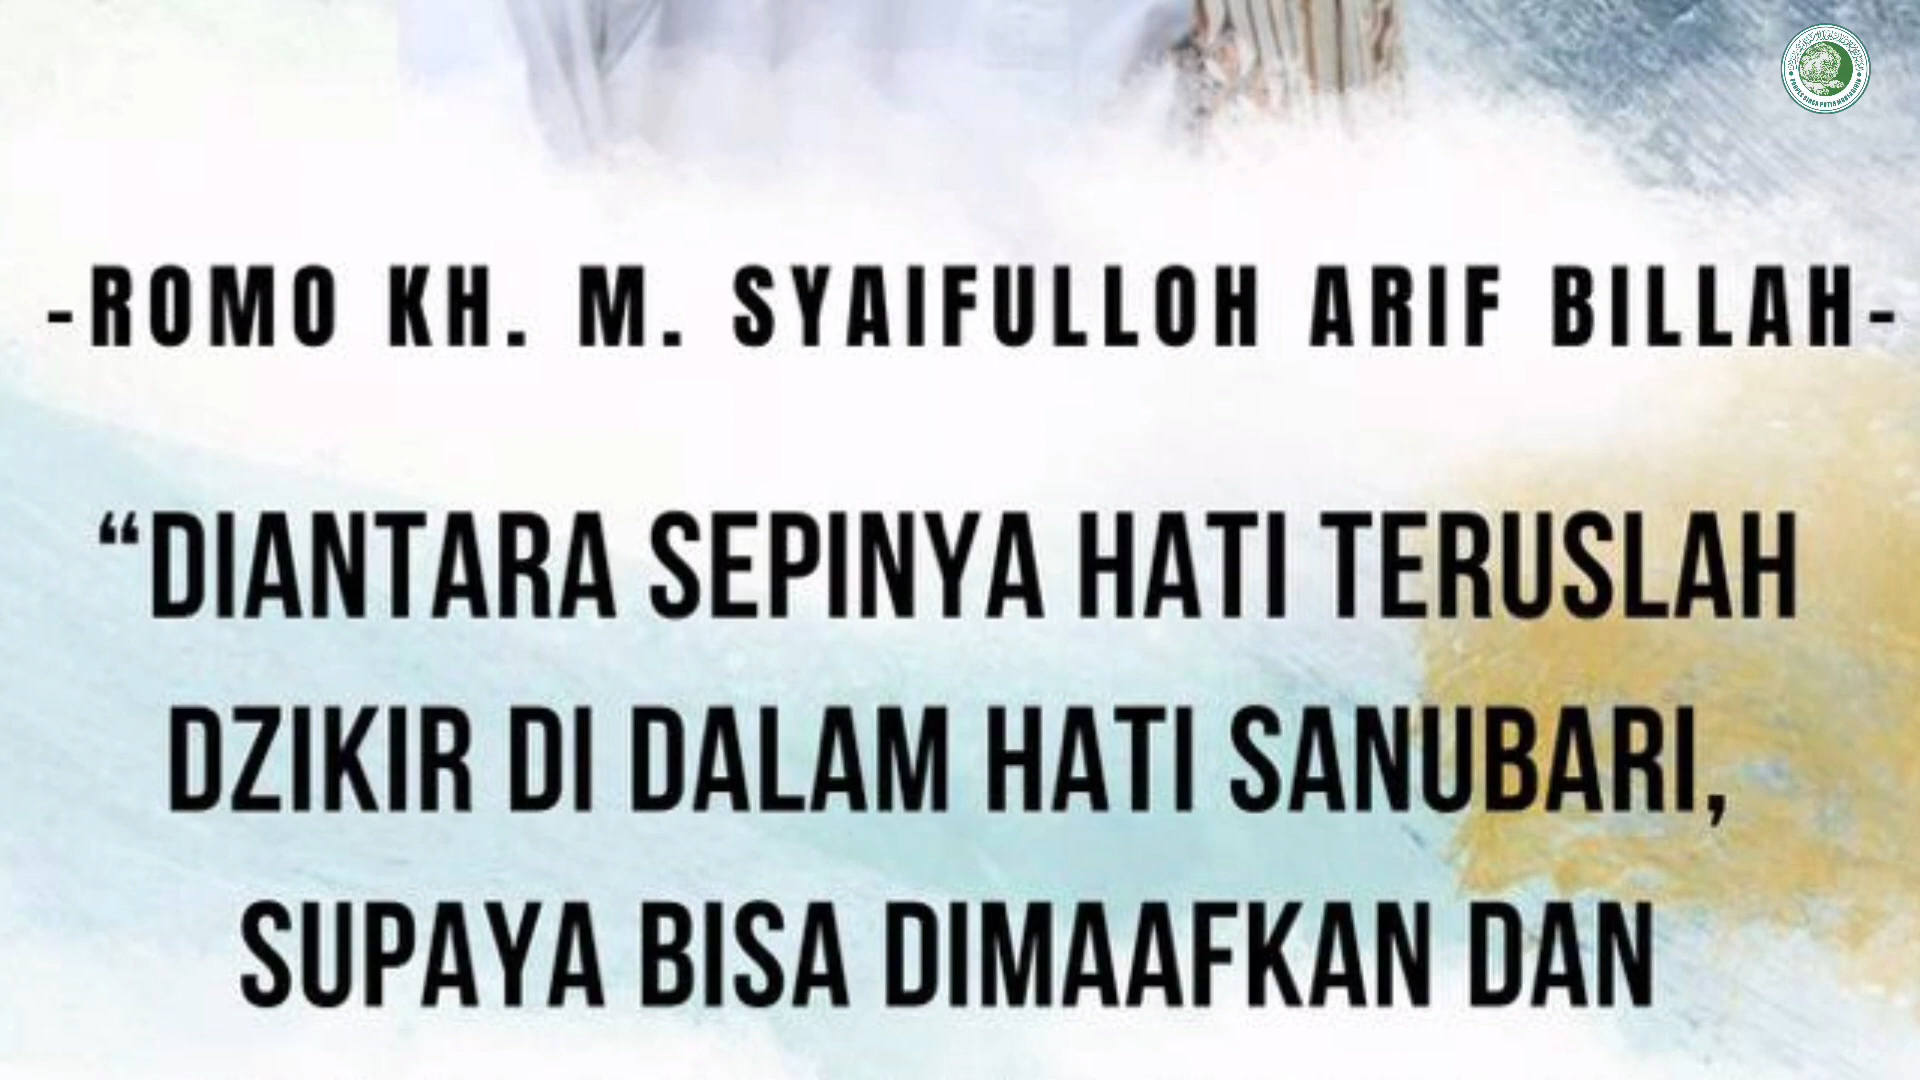 -ROMO KH. M. SYAIFULLOH ARIF BILLAH-
“DIANTARA SEPINYA HATI TERUSLAH
DZIKIR DI DALAM HATI SANUBARI,
SUPAYA BISA DIMAAFKAN DAN